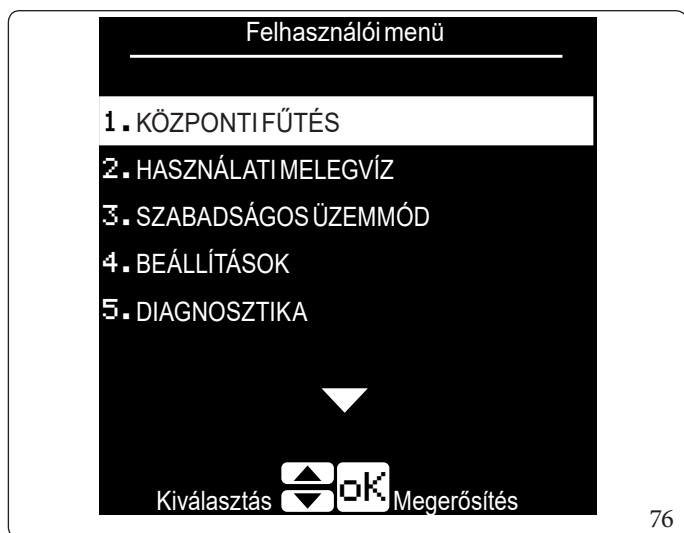 Felhasználói menü
1. KÖZPONTI FŰTÉS
2. HASZNÁLATI MELEGVÍZ
3. SZABADSÁGOS ÜZEMMÓD
4. BEÁLLÍTÁSOK
5. DIAGNOSZTIKA
Kiválasztás oK Megerősítés
76